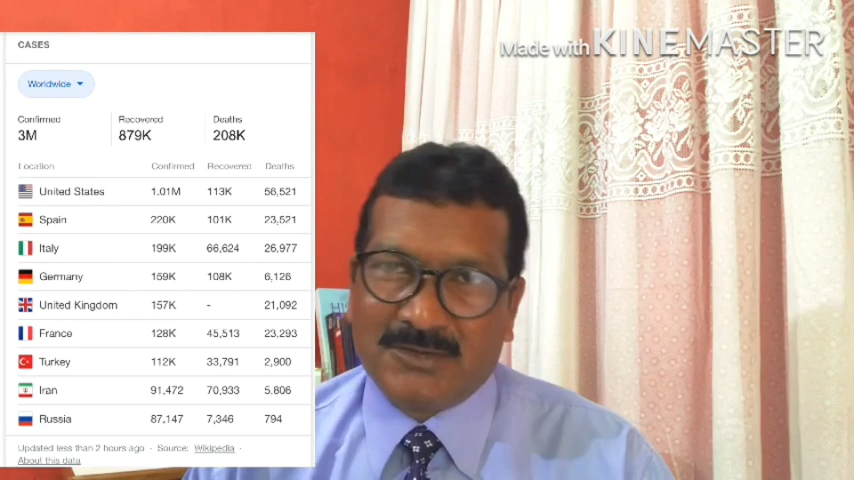 CASES
Made with KINEMASTER
Worldwide
Confirmed Recovered Deaths
3M 879K 208K
Location Confirmed Recovered Deaths
United States 1.01M 113K 56,521
Spain 220K 101K 23,521
Italy 199K 66,624 26,977
Germany 159K 108K 6,126
United Kingdom 157K - 21,092
France 128K 45,513 23,293
Turkey 112K 33,791 2,900
Iran 91,472 70,933 5,806
Russia 87,147 7,346 794
Updated less than 2 hours ago · Source: Wikipedia ·
About this data